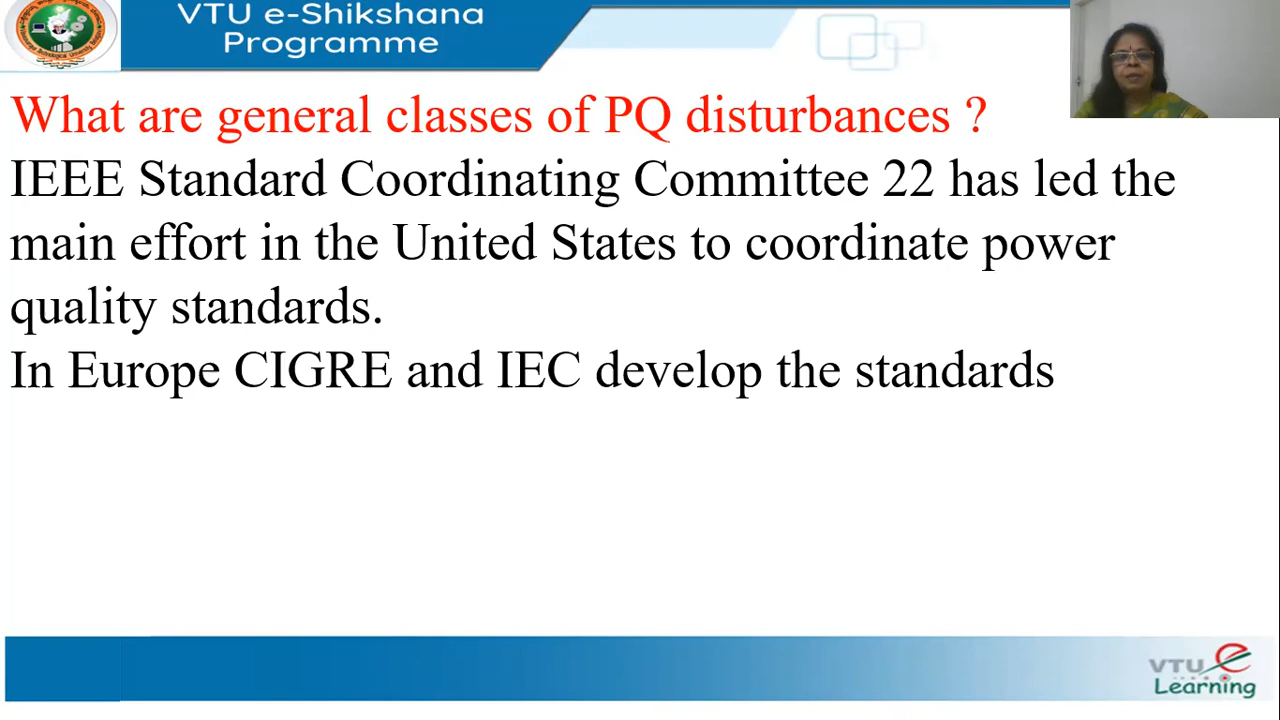 VTU e-Shikshana
Programme
What are general classes of PQ disturbances ?
IEEE Standard Coordinating Committee 22 has led the
main effort in the United States to coordinate power
quality standards.
In Europe CIGRE and IEC develop the standards
VTU e
Learning